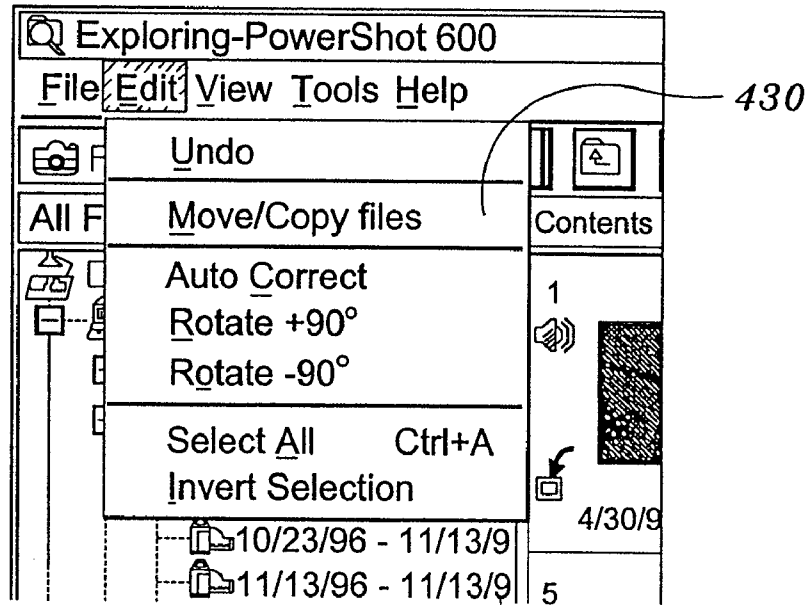 Exploring-PowerShot 600
File Edit View Tools Help
430
Undo
Move/Copy files
All F
Contents
Auto Correct
1
Rotate +90°
Rotate -90°
Select All Ctrl+A
Invert Selection
4/30/9
10/23/96 - 11/13/9
11/13/96 - 11/13/9
5